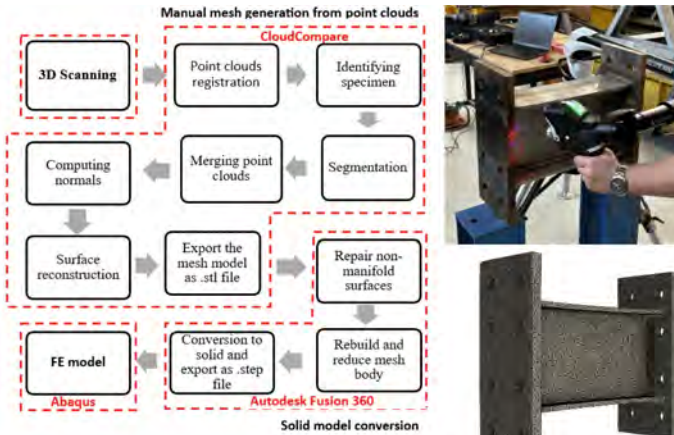 Manual mesh generation from point clouds
CloudCompare
3D Scanning
Point clouds
registration
Identifying
specimen
Segmentation
Merging point
clouds
Computing
normals
Surface
reconstruction
Export the
mesh model
as .stl file
Repair non-
manifold
surfaces
Rebuild and
reduce mesh
body
Conversion to
solid and
export as .step
file
FE model
Abaqus
Autodesk Fusion 360
Solid model conversion